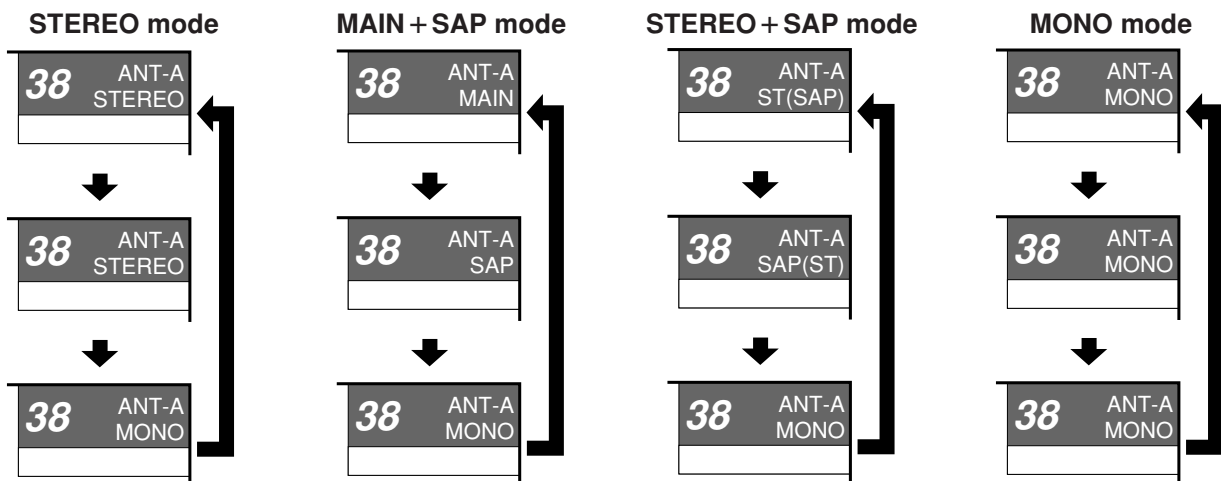 STEREO mode
38 ANT-A
STEREO
38 ANT-A
STEREO
38 ANT-A
MONO
MAIN+SAP mode
38 ANT-A
MAIN
38 ANT-A
SAP
38 ANT-A
MONO
STEREO+SAP mode
38 ANT-A
ST(SAP)
38 ANT-A
SAP(ST)
38 ANT-A
MONO
MONO mode
38 ANT-A
MONO
38 ANT-A
MONO
38 ANT-A
MONO